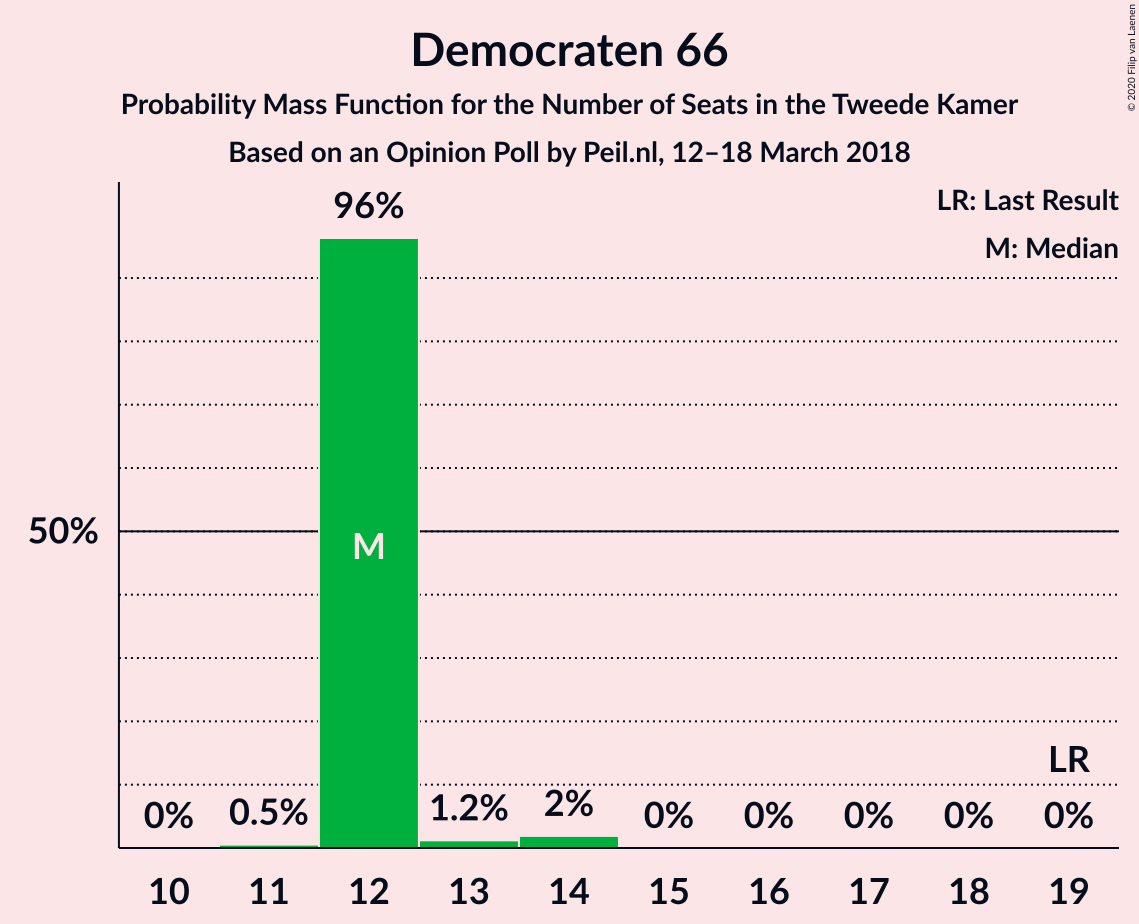 Democraten 66
Probability Mass Function for the Number of Seats in the Tweede Kamer
Based on an Opinion Poll by Peil.nl, 12–18 March 2018
© 2020 Filip van Laenen
LR: Last Result
M: Median
96%
50%
M
LR
0% 0.5% 1.2% 2% 0% 0% 0% 0% 0%
10 11 12 13 14 15 16 17 18 19